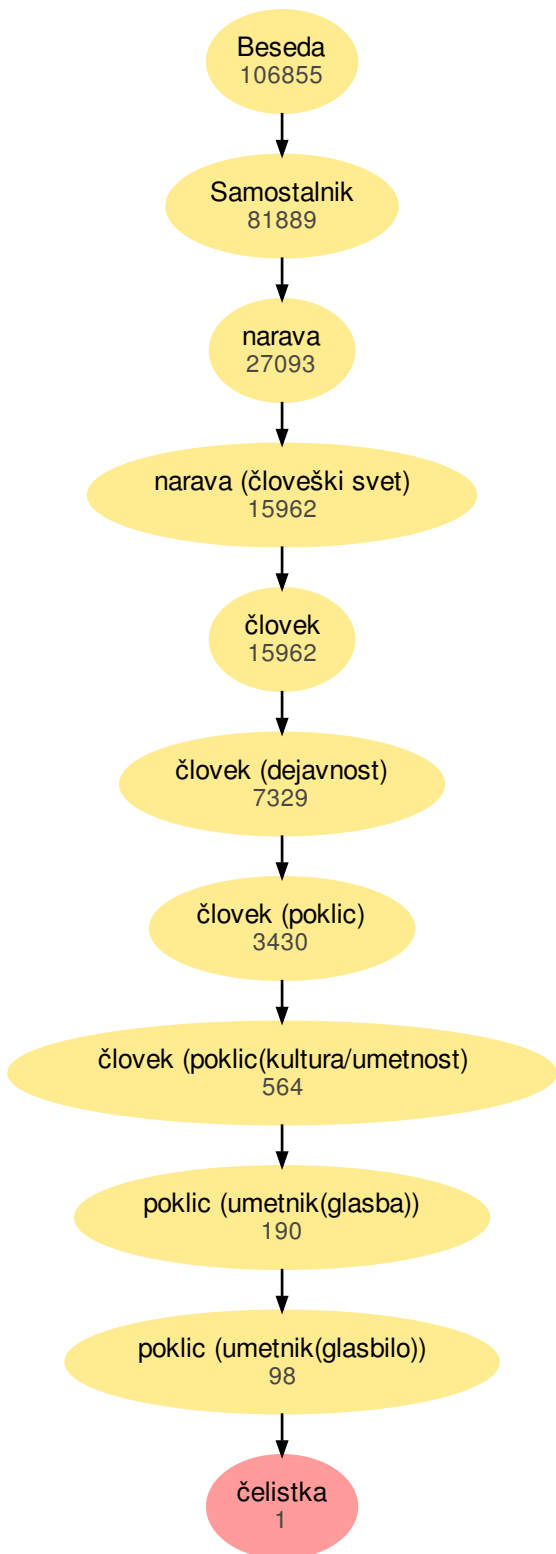 Beseda
106855
Samostalnik
81889
narava
27093
narava (človeški svet)
15962
človek
15962
človek (dejavnost)
7329
človek (poklic)
3430
človek (poklic(kultura/umetnost)
564
poklic (umetnik(glasba))
190
poklic (umetnik(glasbilo))
98
čelistka
1